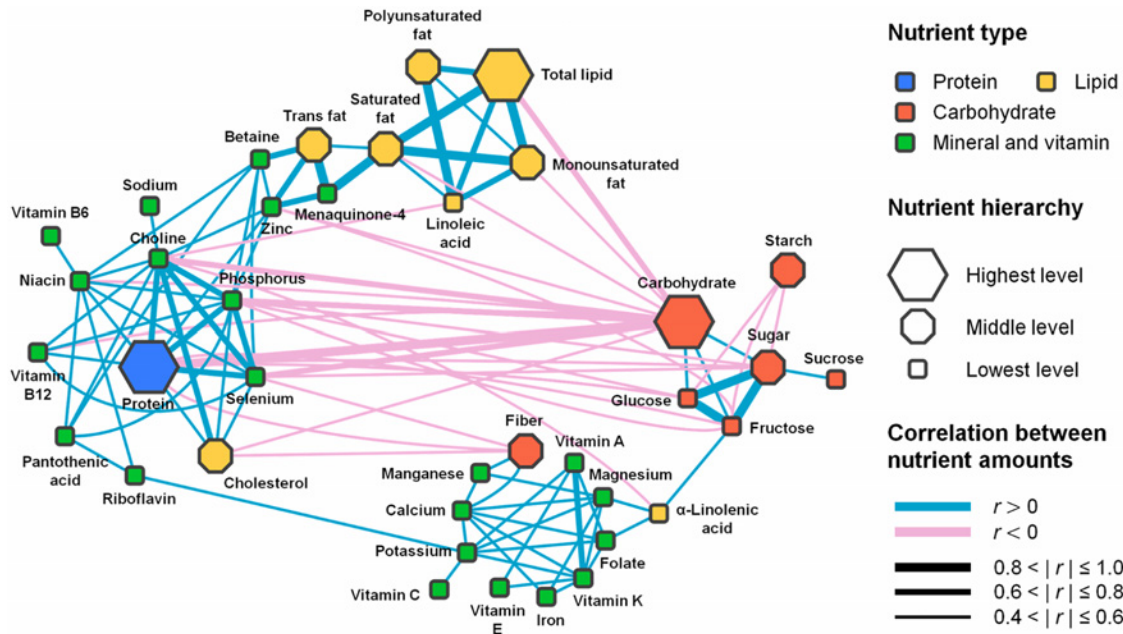 Polyunsaturated
fat
Total lipid
Saturated
fat
Trans fat
Betaine
Monounsaturated
fat
Sodium
Menaquinone-4
Zinc
Linoleic
acid
Vitamin B6
Choline
Niacin
Phosphorus
Starch
Carbohydrate
Sugar
Sucrose
Vitamin
B12
Protein
Selenium
Glucose
Fructose
Fiber
Vitamin A
Pantothenic
acid
Cholesterol
Riboflavin
Manganese
Magnesium
Calcium
α-Linolenic
acid
Potassium
Folate
Vitamin C
Vitamin
E
Iron
Vitamin K
Nutrient type
Protein
Lipid
Carbohydrate
Mineral and vitamin
Nutrient hierarchy
Highest level
Middle level
Lowest level
Correlation between
nutrient amounts
r > 0
r < 0
0.8 < | r | ≤ 1.0
0.6 < | r | ≤ 0.8
0.4 < | r | ≤ 0.6